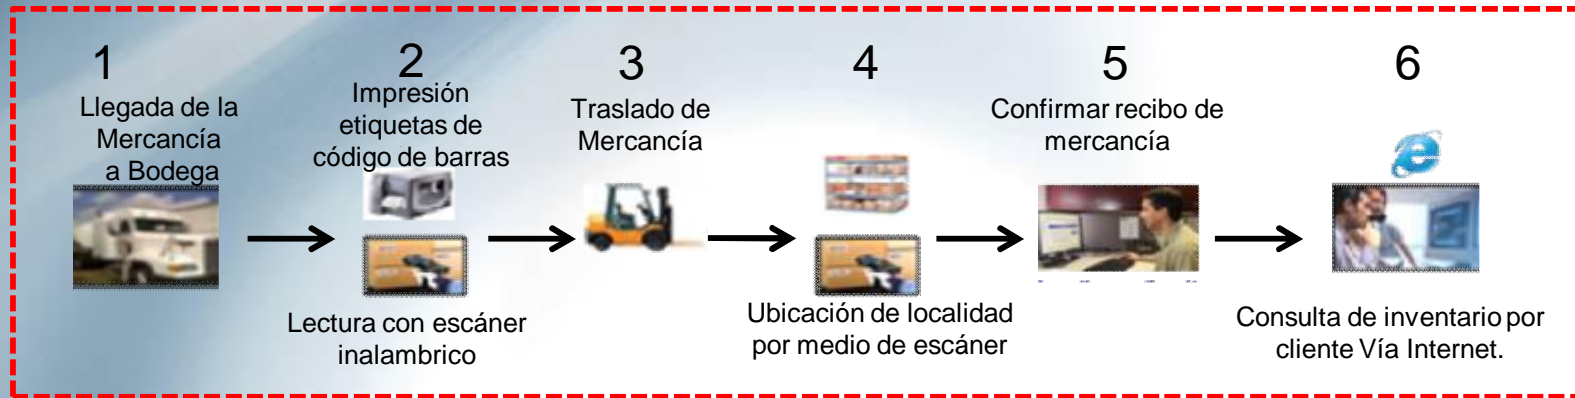 1
Llegada de la
Mercancía
a Bodega
2
Impresión
etiquetas de
código de barras
Lectura con escáner
inalambrico
3
Traslado de
Mercancía
4
Ubicación de localidad
por medio de escáner
5
Confirmar recibo de
mercancía
6
Consulta de inventario por
cliente Vía Internet.